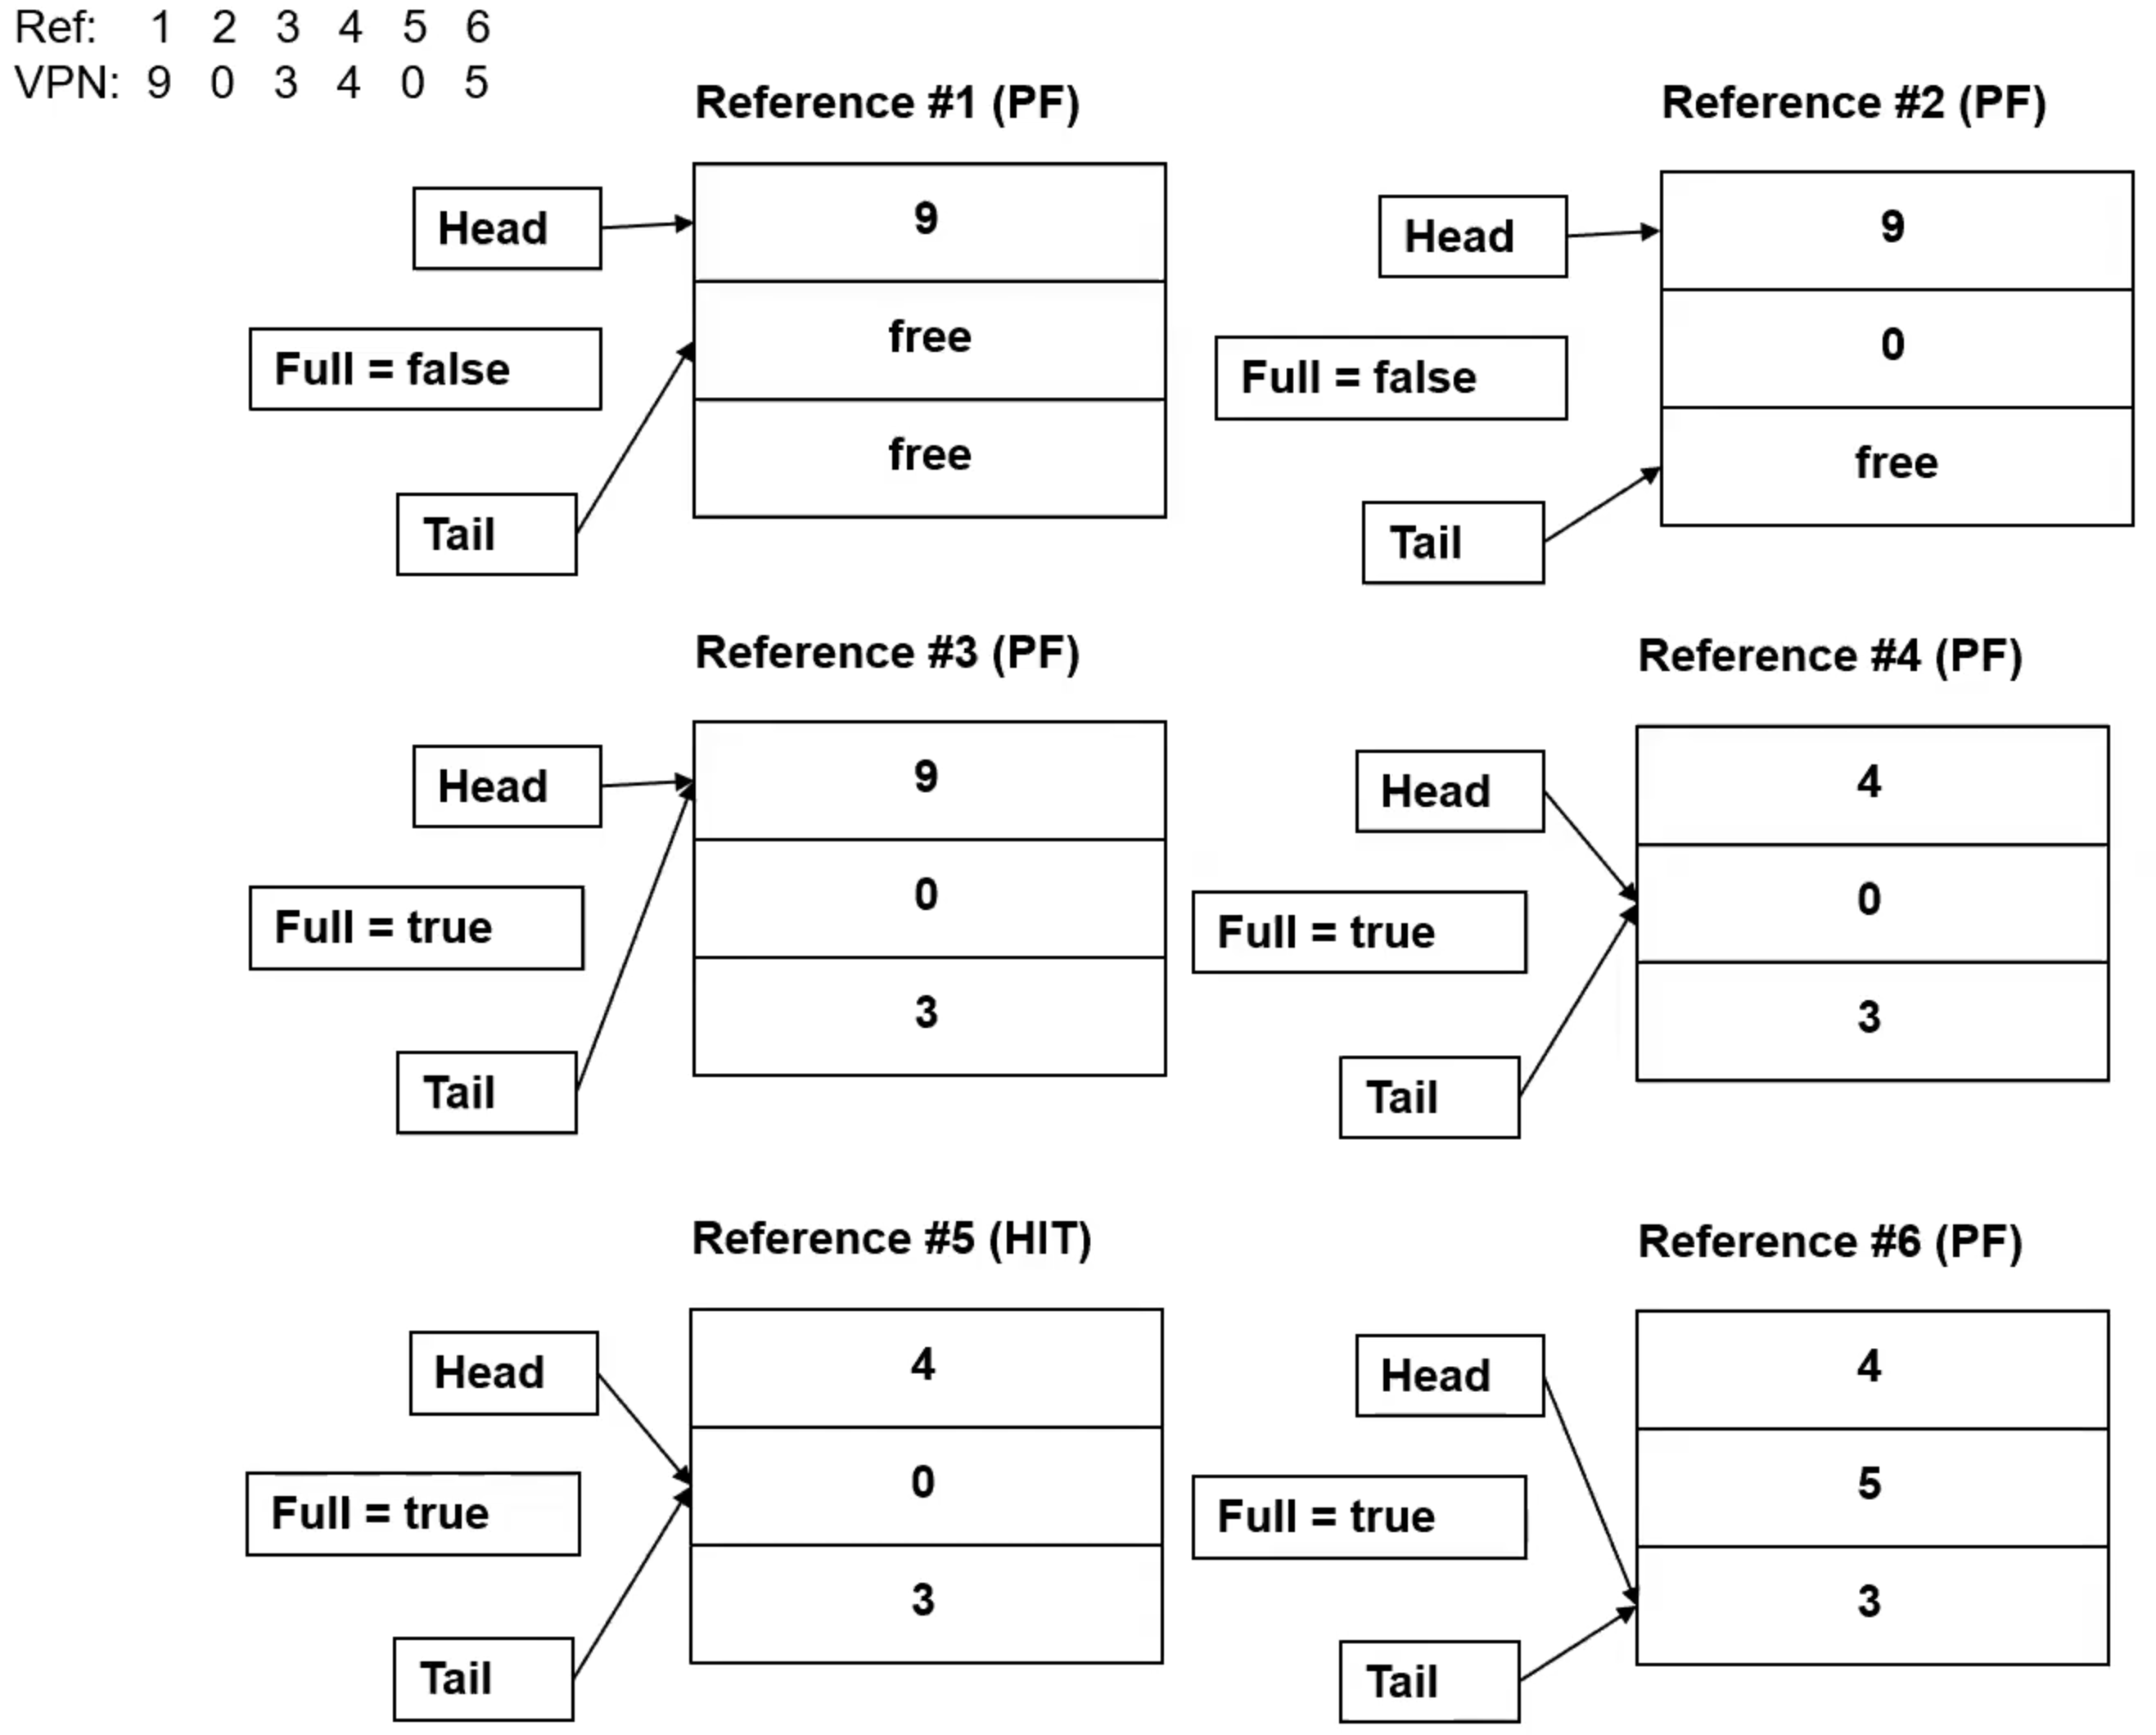 Ref: 1 2 3 4 5 6
VPN: 9 0 3 4 0 5
Reference #1 (PF)
Head
9
Full = false
free
free
Tail
Reference #2 (PF)
Head
9
Full = false
0
free
Tail
Reference #3 (PF)
Head
9
Full = true
0
3
Tail
Reference #4 (PF)
Head
4
Full = true
0
3
Tail
Reference #5 (HIT)
Head
4
Full = true
0
3
Tail
Reference #6 (PF)
Head
4
Full = true
5
3
Tail